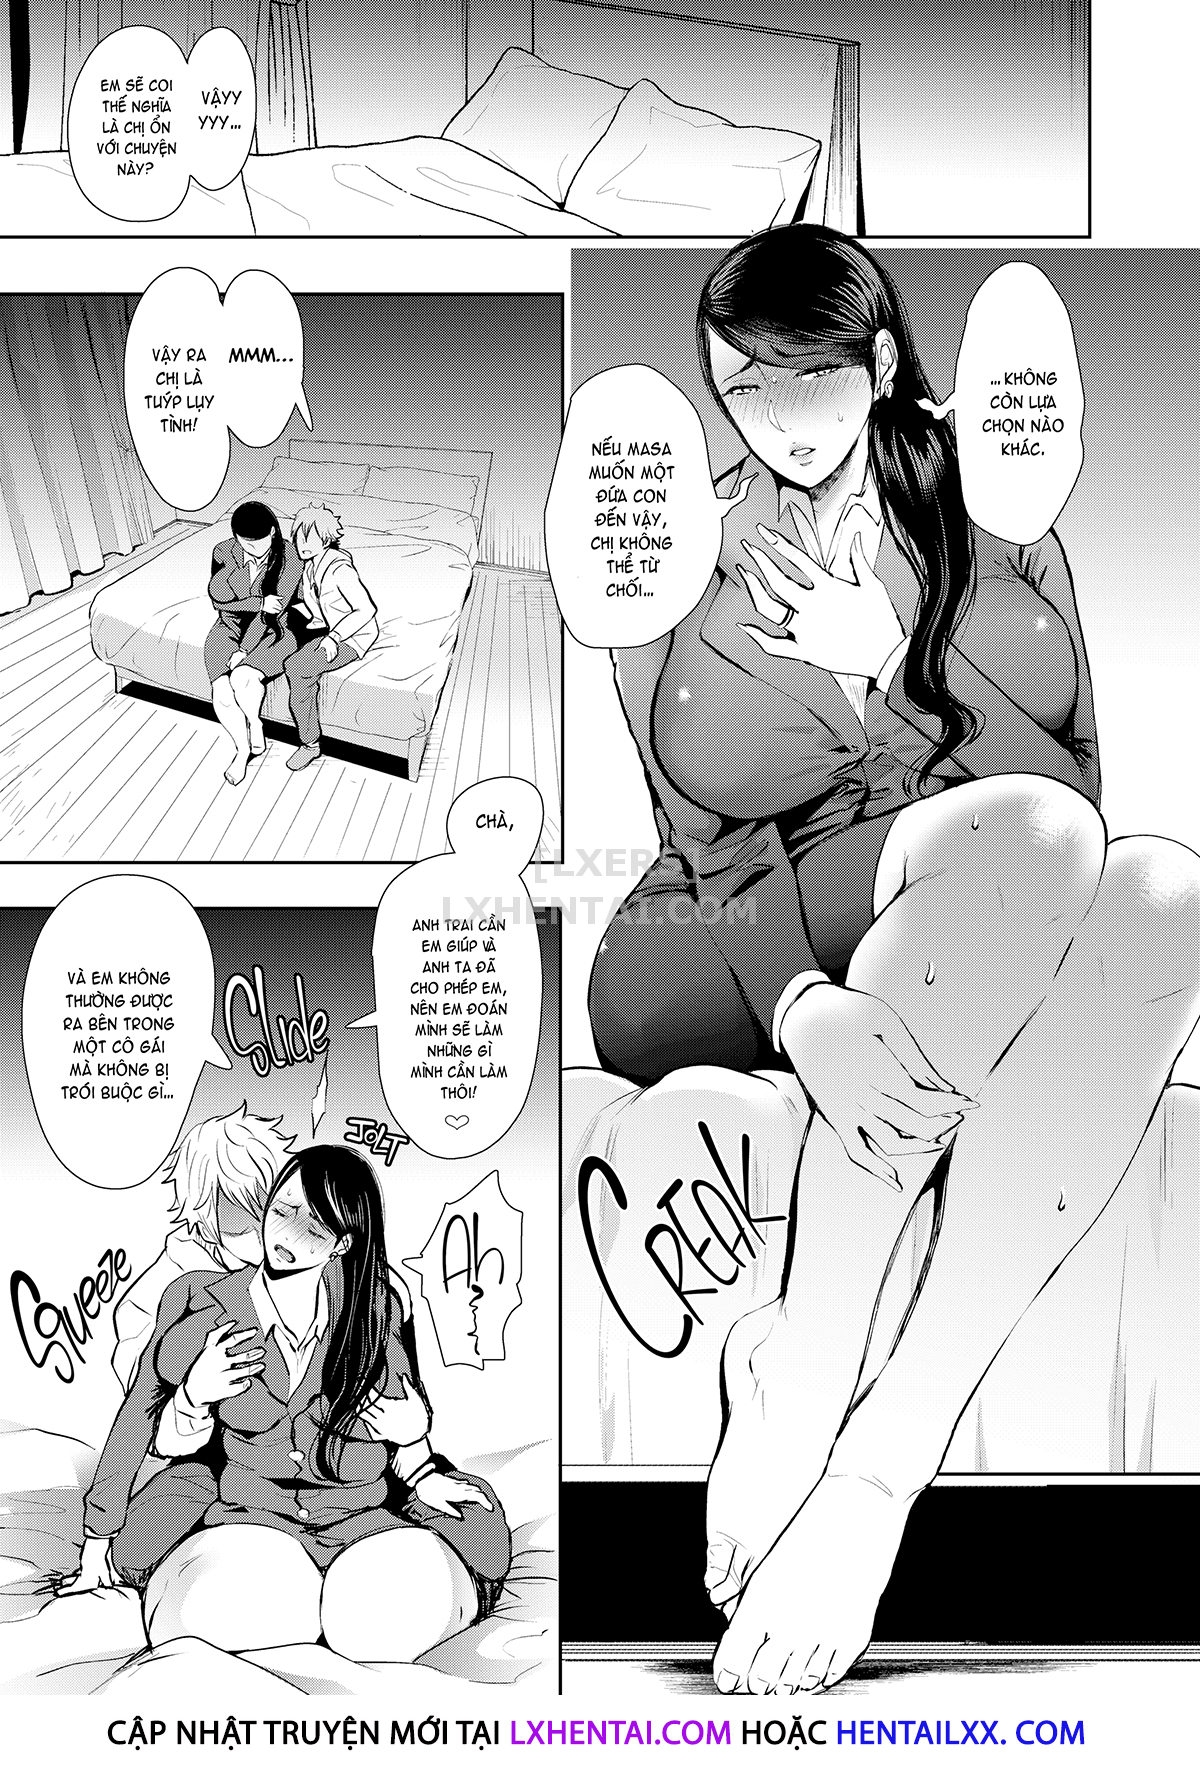 VẬYY
YYY...
EM SẼ COI
THẾ NGHĨA
LÀ CHỊ ỔN
VỚI CHUYỆN
NÀY?
...KHÔNG
CÒN LỰA
CHỌN NÀO
KHÁC.
NẾU MASA
MUỐN MỘT
ĐỨA CON
ĐẾN VẬY,
CHỊ KHÔNG
THỂ TỪ
CHỐI...
CREAK
MMM...
VẬY RA
CHỊ LÀ
TUÝP LỤY
TÌNH!
CHÀ,
ANH TRAI CẦN
EM GIÚP VÀ
ANH TA ĐÃ
CHO PHÉP EM,
NÊN EM ĐOÁN
MÌNH SẼ LÀM
NHỮNG GÌ
MÌNH CẦN LÀM
THÔI!
♡
VÀ EM KHÔNG
THƯỜNG ĐƯỢC
RA BÊN TRONG
MỘT CÔ GÁI
MÀ KHÔNG BỊ
TRÓI BUỘC GÌ...
Slide
JOLT
Ah
Squeeze
[LXERS]
LXHENTAI.COM
CẬP NHẬT TRUYỆN MỚI TẠI LXHENTAI.COM HOẶC HENTAILXX. COM